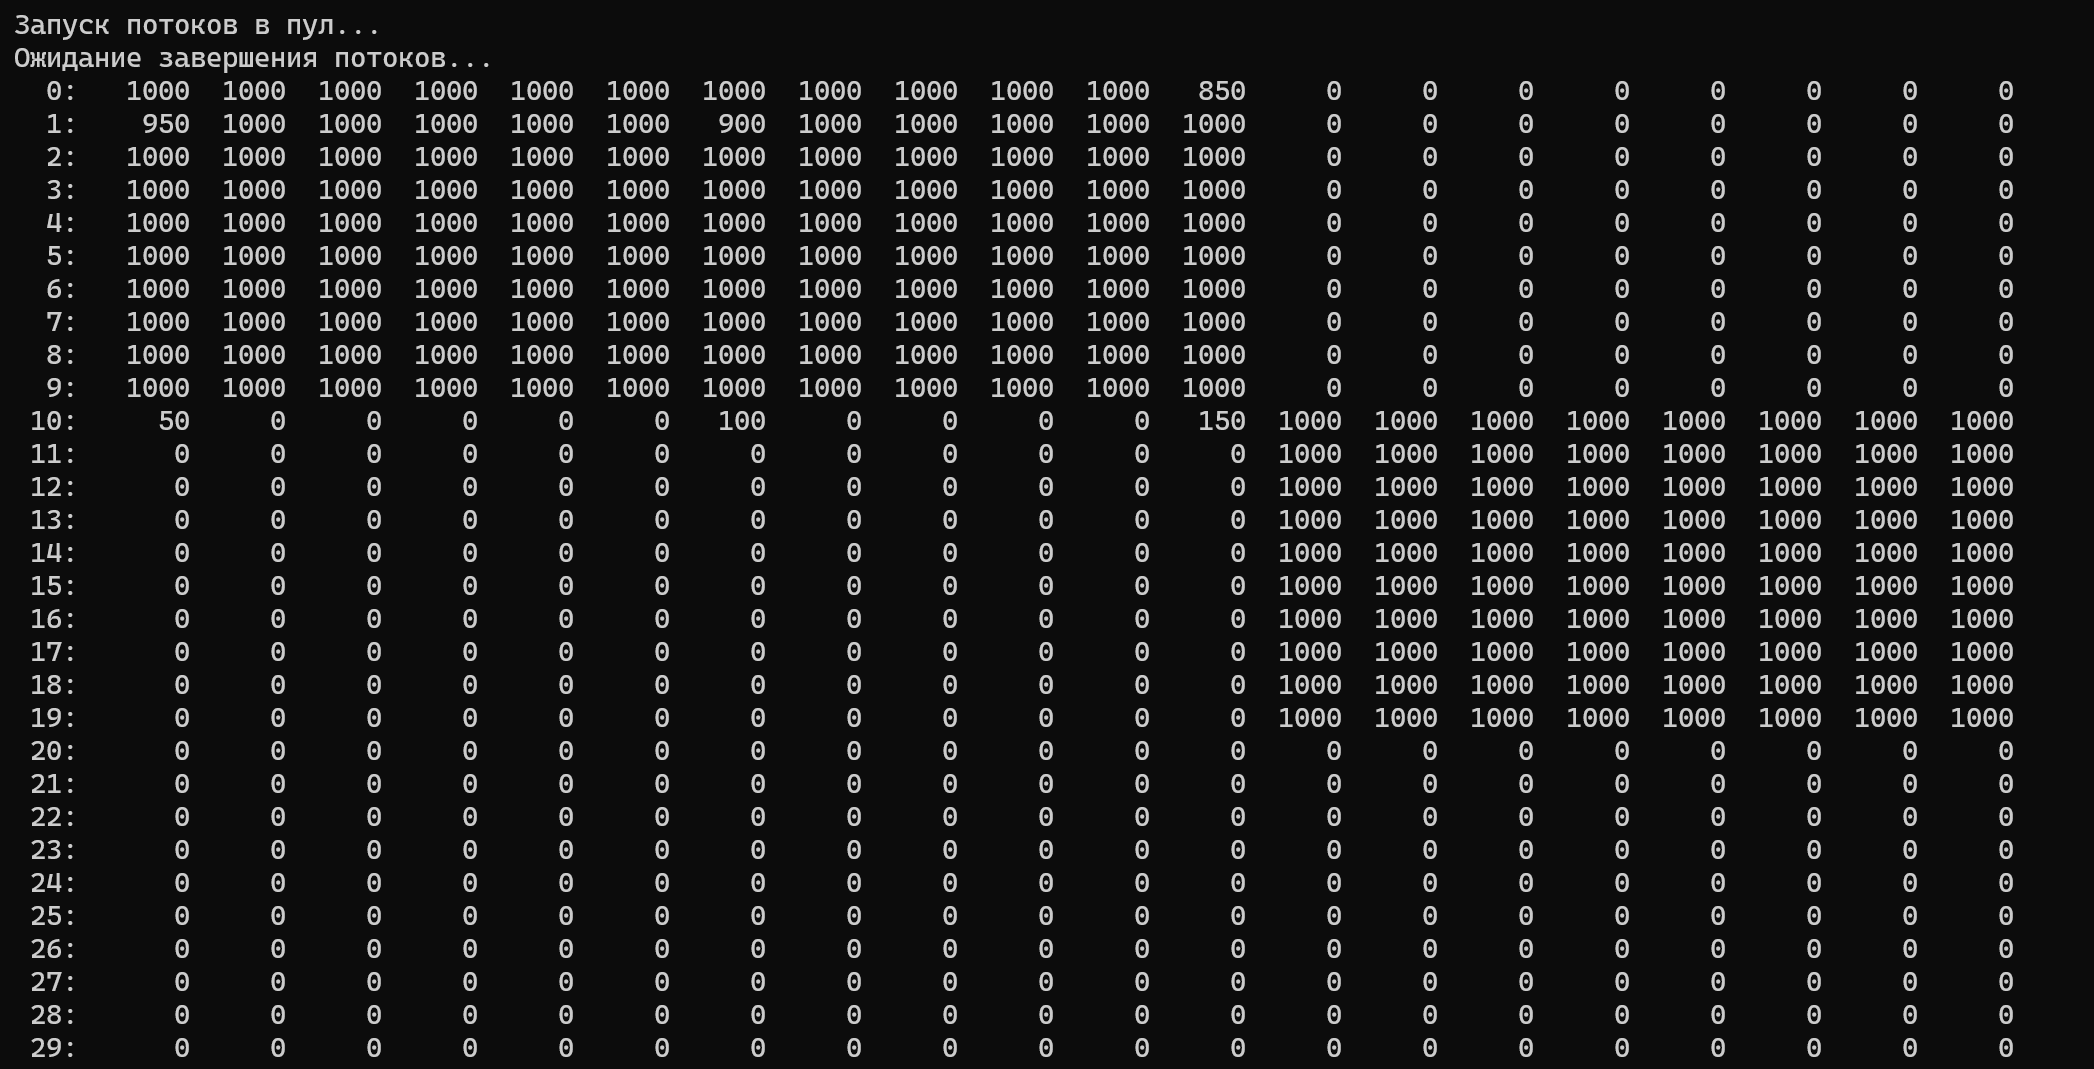 Запуск потоков в пул...
Ожидание завершения потоков...
0: 1000 1000 1000 1000 1000 1000 1000 1000 1000 1000 1000 850 0 0 0 0 0 0 0 0
1: 950 1000 1000 1000 1000 1000 900 1000 1000 1000 1000 1000 0 0 0 0 0 0 0 0
2: 1000 1000 1000 1000 1000 1000 1000 1000 1000 1000 1000 1000 0 0 0 0 0 0 0 0
3: 1000 1000 1000 1000 1000 1000 1000 1000 1000 1000 1000 1000 0 0 0 0 0 0 0 0
4: 1000 1000 1000 1000 1000 1000 1000 1000 1000 1000 1000 1000 0 0 0 0 0 0 0 0
5: 1000 1000 1000 1000 1000 1000 1000 1000 1000 1000 1000 1000 0 0 0 0 0 0 0 0
6: 1000 1000 1000 1000 1000 1000 1000 1000 1000 1000 1000 1000 0 0 0 0 0 0 0 0
7: 1000 1000 1000 1000 1000 1000 1000 1000 1000 1000 1000 1000 0 0 0 0 0 0 0 0
8: 1000 1000 1000 1000 1000 1000 1000 1000 1000 1000 1000 1000 0 0 0 0 0 0 0 0
9: 1000 1000 1000 1000 1000 1000 1000 1000 1000 1000 1000 1000 0 0 0 0 0 0 0 0
10: 50 0 0 0 0 0 100 0 0 0 0 150 1000 1000 1000 1000 1000 1000 1000 1000
11: 0 0 0 0 0 0 0 0 0 0 0 0 1000 1000 1000 1000 1000 1000 1000 1000
12: 0 0 0 0 0 0 0 0 0 0 0 0 1000 1000 1000 1000 1000 1000 1000 1000
13: 0 0 0 0 0 0 0 0 0 0 0 0 1000 1000 1000 1000 1000 1000 1000 1000
14: 0 0 0 0 0 0 0 0 0 0 0 0 1000 1000 1000 1000 1000 1000 1000 1000
15: 0 0 0 0 0 0 0 0 0 0 0 0 1000 1000 1000 1000 1000 1000 1000 1000
16: 0 0 0 0 0 0 0 0 0 0 0 0 1000 1000 1000 1000 1000 1000 1000 1000
17: 0 0 0 0 0 0 0 0 0 0 0 0 1000 1000 1000 1000 1000 1000 1000 1000
18: 0 0 0 0 0 0 0 0 0 0 0 0 1000 1000 1000 1000 1000 1000 1000 1000
19: 0 0 0 0 0 0 0 0 0 0 0 0 1000 1000 1000 1000 1000 1000 1000 1000
20: 0 0 0 0 0 0 0 0 0 0 0 0 0 0 0 0 0 0 0 0
21: 0 0 0 0 0 0 0 0 0 0 0 0 0 0 0 0 0 0 0 0
22: 0 0 0 0 0 0 0 0 0 0 0 0 0 0 0 0 0 0 0 0
23: 0 0 0 0 0 0 0 0 0 0 0 0 0 0 0 0 0 0 0 0
24: 0 0 0 0 0 0 0 0 0 0 0 0 0 0 0 0 0 0 0 0
25: 0 0 0 0 0 0 0 0 0 0 0 0 0 0 0 0 0 0 0 0
26: 0 0 0 0 0 0 0 0 0 0 0 0 0 0 0 0 0 0 0 0
27: 0 0 0 0 0 0 0 0 0 0 0 0 0 0 0 0 0 0 0 0
28: 0 0 0 0 0 0 0 0 0 0 0 0 0 0 0 0 0 0 0 0
29: 0 0 0 0 0 0 0 0 0 0 0 0 0 0 0 0 0 0 0 0